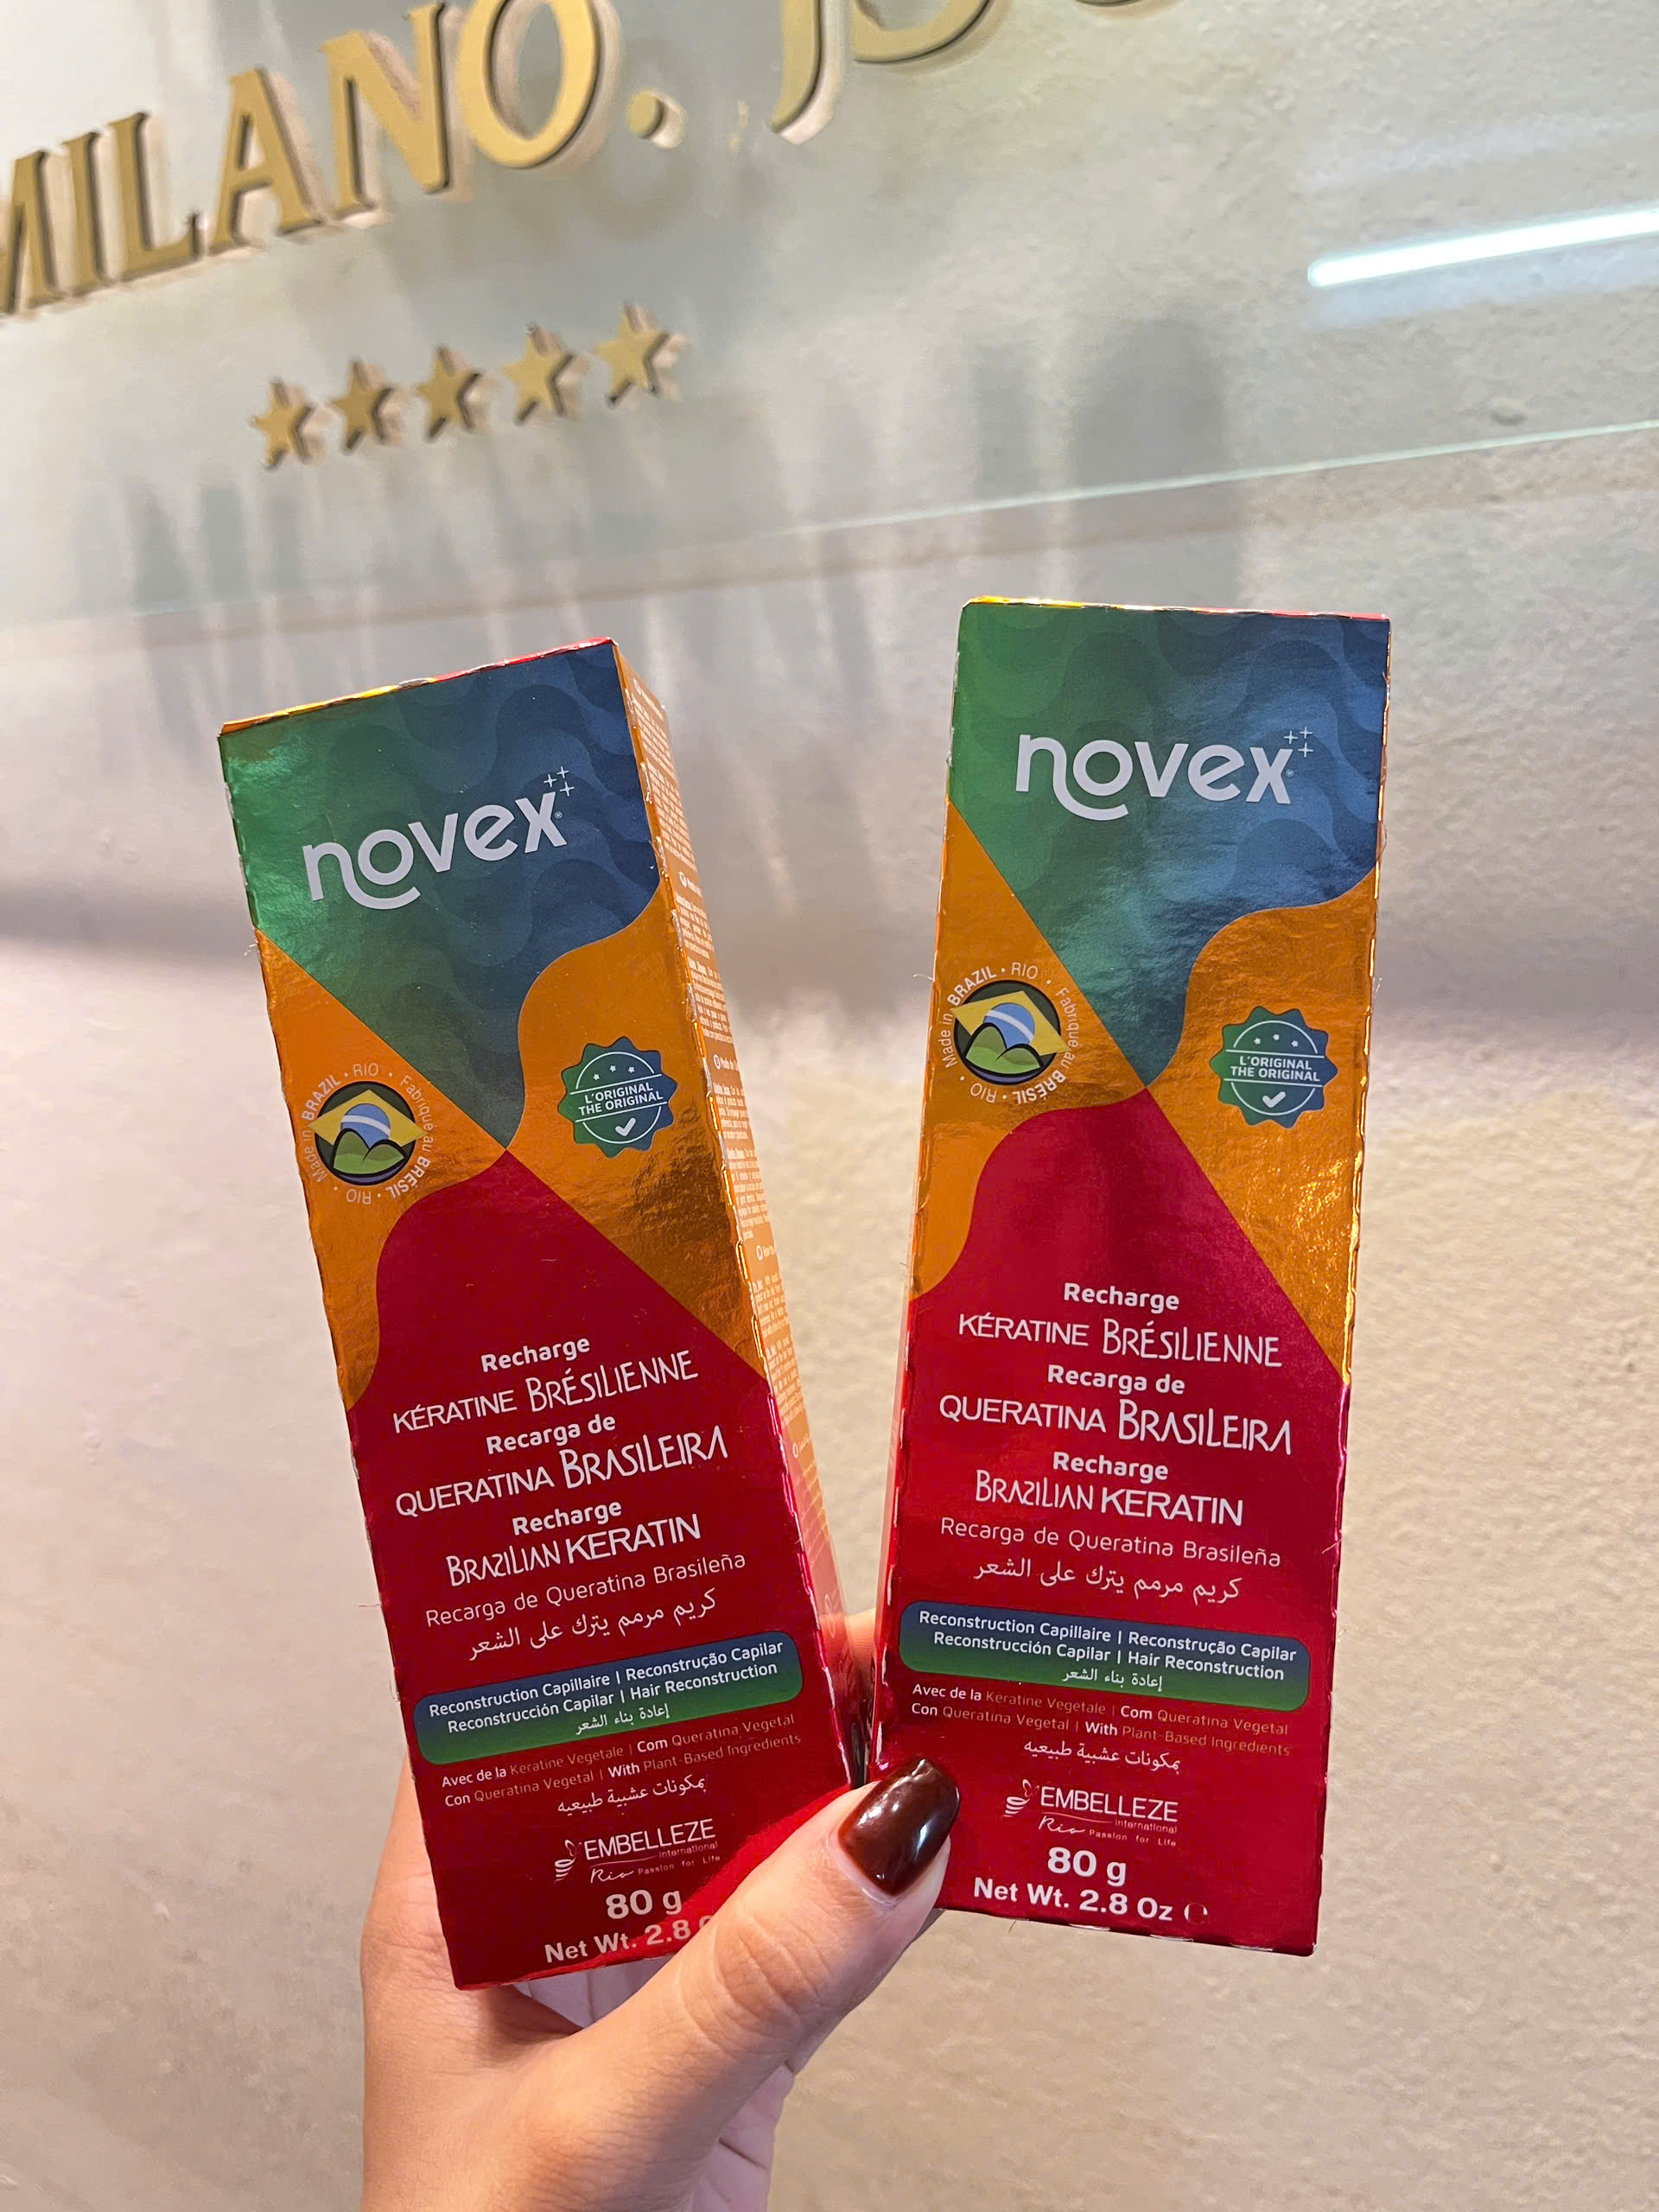 MILANO.
novex
Made in BRAZIL • RIO • Fabriqué au BRÉSIL • RIO •
L'ORIGINAL
THE ORIGINAL
Recharge
KÉRATINE BRÉSILIENNE
Recarga de
QUERATINA BRASILEIRA
Recharge
BRAZILIAN KERATIN
Recarga de Queratina Brasileña
كريم مرمم يترك على الشعر
Reconstruction Capillaire | Reconstrução Capilar
Reconstrucción Capilar | Hair Reconstruction
إعادة بناء الشعر
Avec de la Keratine Vegetale | Com Queratina Vegetal
Con Queratina Vegetal | With Plant-Based Ingredients
بمكونات عشبية طبيعيه
EMBELLEZE
International
Rio Passion for Life
80 g
Net Wt. 2.8
novex
Made in BRAZIL • RIO • Fabriqué au BRÉSIL • RIO •
L'ORIGINAL
THE ORIGINAL
Recharge
KÉRATINE BRÉSILIENNE
Recarga de
QUERATINA BRASILEIRA
Recharge
BRAZILIAN KERATIN
Recarga de Queratina Brasileña
كريم مرمم يترك على الشعر
Reconstruction Capillaire | Reconstrução Capilar
Reconstrucción Capilar | Hair Reconstruction
إعادة بناء الشعر
Avec de la Keratine Vegetale | Com Queratina Vegetal
Con Queratina Vegetal | With Plant-Based Ingredients
بمكونات عشبية طبيعيه
EMBELLEZE
International
Rio Passion for Life
80 g
Net Wt. 2.8 Oz e